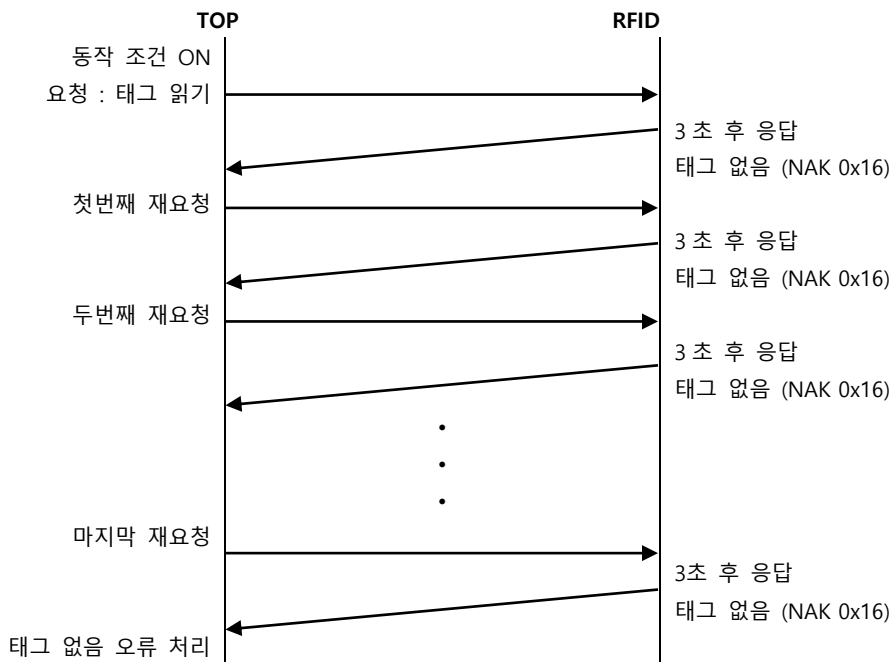 TOP
RFID
동작 조건 ON
요청 : 태그 읽기
3초 후 응답
태그 없음 (NAK 0x16)
첫번째 재요청
3초 후 응답
태그 없음 (NAK 0x16)
두번째 재요청
3초 후 응답
태그 없음 (NAK 0x16)
마지막 재요청
3초 후 응답
태그 없음 (NAK 0x16)
태그 없음 오류 처리